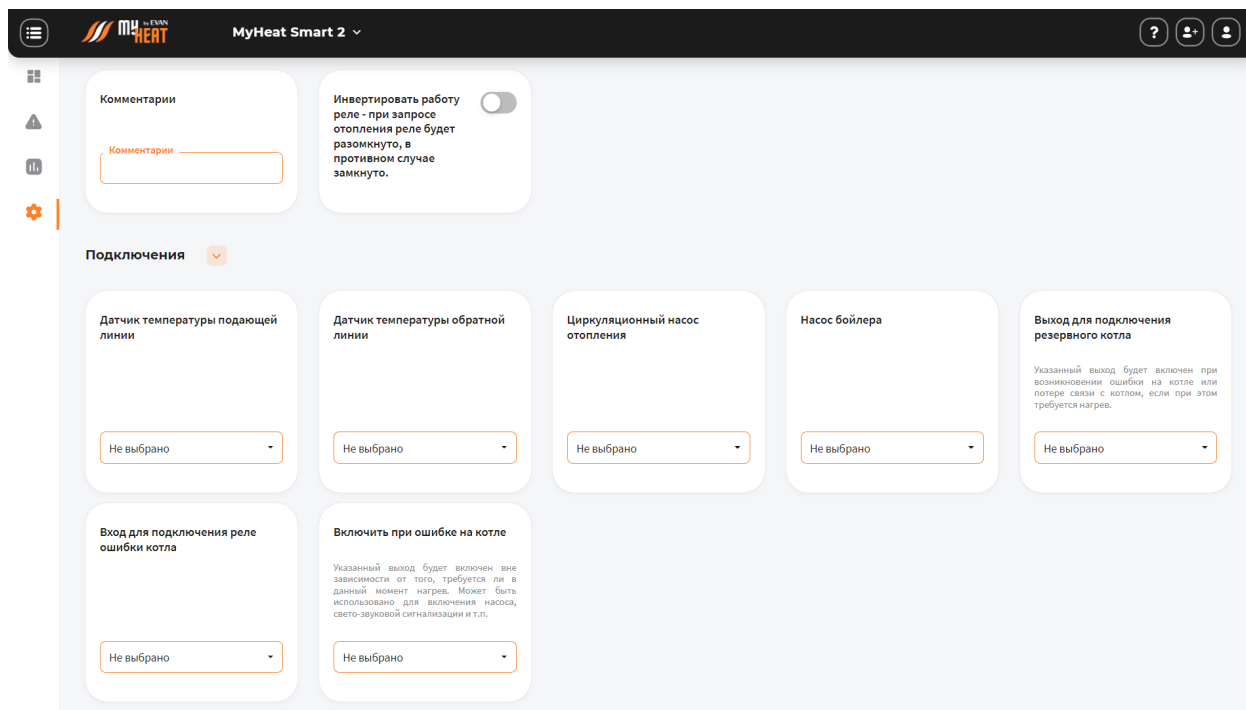 MY by EVAN
HEAT
MyHeat Smart 2
?
Комментарии
Комментарии
Инвертировать работу
реле - при запросе
отопления реле будет
разомкнуто, в
противном случае
замкнуто.
Подключения
Датчик температуры подающей
линии
Не выбрано
Датчик температуры обратной
линии
Не выбрано
Циркуляционный насос
отопления
Не выбрано
Насос бойлера
Не выбрано
Выход для подключения
резервного котла
Указанный выход будет включен при
возникновении ошибки на котле или
потере связи с котлом, если при этом
требуется нагрев.
Не выбрано
Вход для подключения реле
ошибки котла
Не выбрано
Включить при ошибке на котле
Указанный выход будет включен вне
зависимости от того, требуется ли в
данный момент нагрев. Может быть
использовано для включения насоса,
свето-звуковой сигнализации и т.п.
Не выбрано